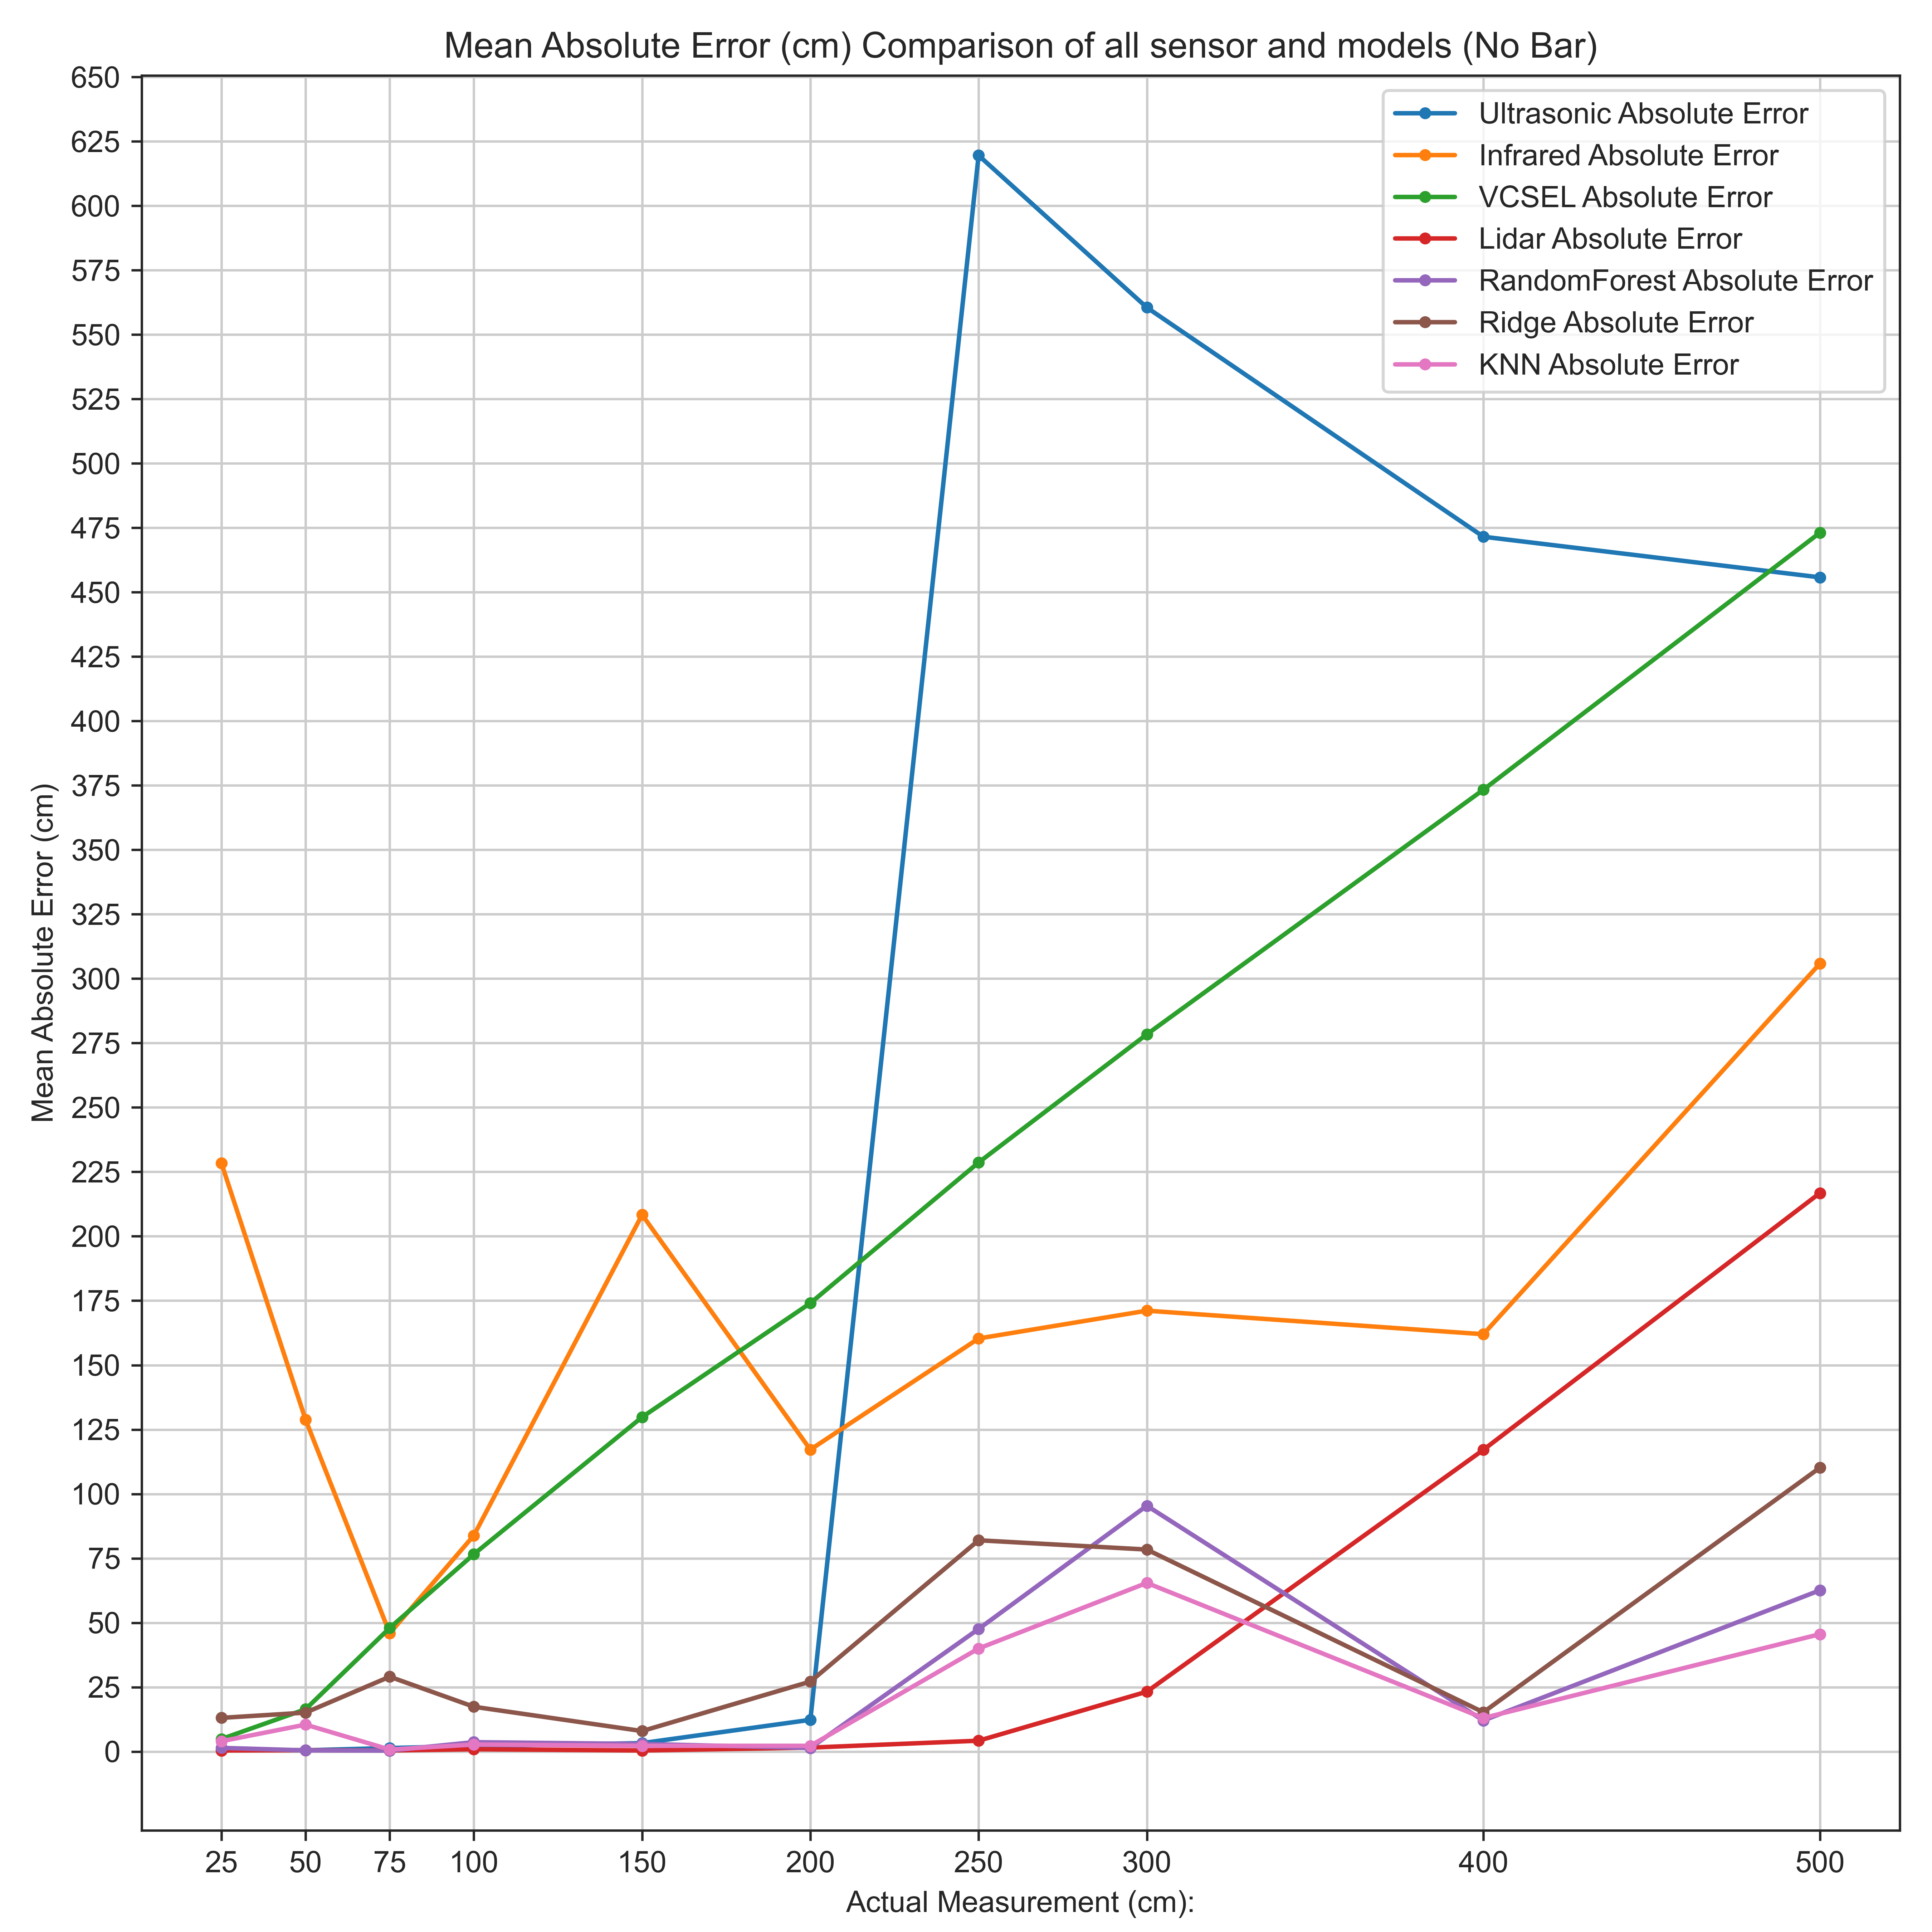 Mean Absolute Error (cm) Comparison of all sensor and models (No Bar)
Ultrasonic Absolute Error
Infrared Absolute Error
VCSEL Absolute Error
Lidar Absolute Error
RandomForest Absolute Error
Ridge Absolute Error
KNN Absolute Error
Mean Absolute Error (cm)
650
625
600
575
550
525
500
475
450
425
400
375
350
325
300
275
250
225
200
175
150
125
100
75
50
25
0
25 50 75 100 150 200 250 300 400 500
Actual Measurement (cm):